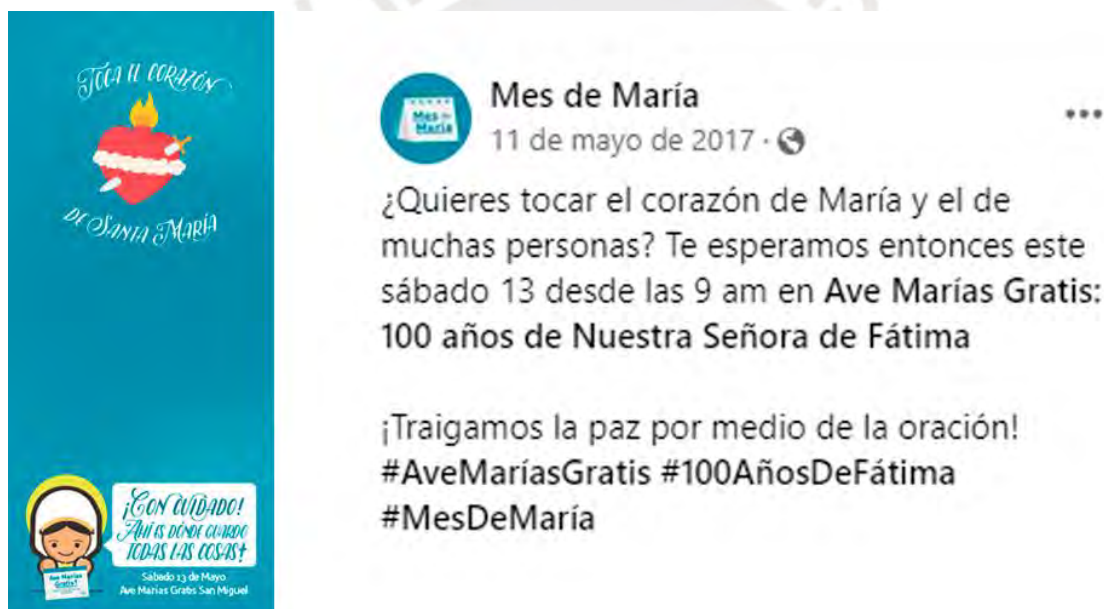 TOCA EL CORAZÓN
DE SANTA MARÍA
¡CON CUIDADO!
AHÍ ES DÓNDE GUARDO
TODAS LAS COSAS!
Sábado 13 de Mayo
Ave Marías Gratis San Miguel
Ave Marías
Gratis!
Mes de
María
Mes de María
11 de mayo de 2017
¿Quieres tocar el corazón de María y el de
muchas personas? Te esperamos entonces este
sábado 13 desde las 9 am en Ave Marías Gratis:
100 años de Nuestra Señora de Fátima
¡Traigamos la paz por medio de la oración!
#AveMaríasGratis #100AñosDeFátima
#MesDeMaría